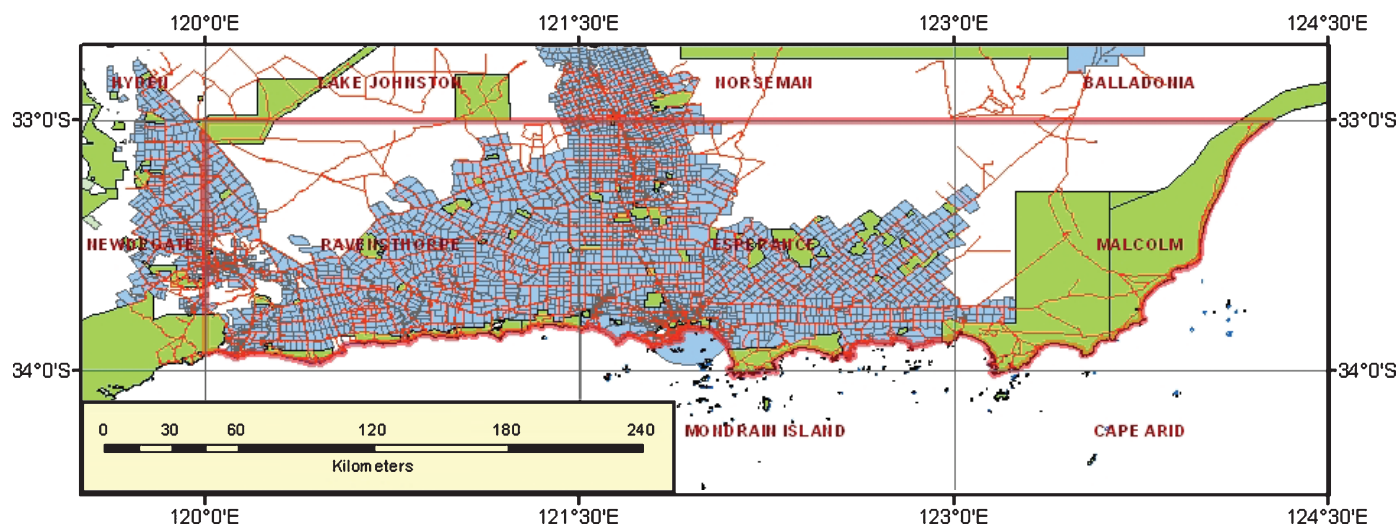 120°0'E 121°30'E 123°0'E 124°30'E
HYDEN LAKE JOHNSTON NORSEMAN BALLADONIA
33°0'S 33°0'S
NEWDEGATE RAVENSTHORPE ESPERANCE MALCOLM
34°0'S 34°0'S
MONDRAIN ISLAND CAPE ARID
0 30 60 120 180 240
Kilometers
120°0'E 121°30'E 123°0'E 124°30'E